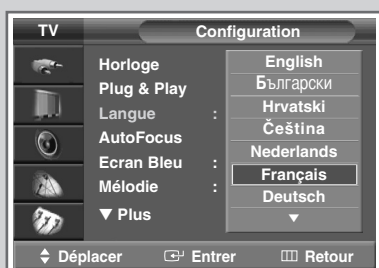 TV
Configuration
Horloge
Plug & Play
Langue :
AutoFocus
Ecran Bleu :
Mélodie :
▼ Plus
English
Български
Hrvatski
Čeština
Nederlands
Français
Deutsch
▼
Déplacer Entrer Retour